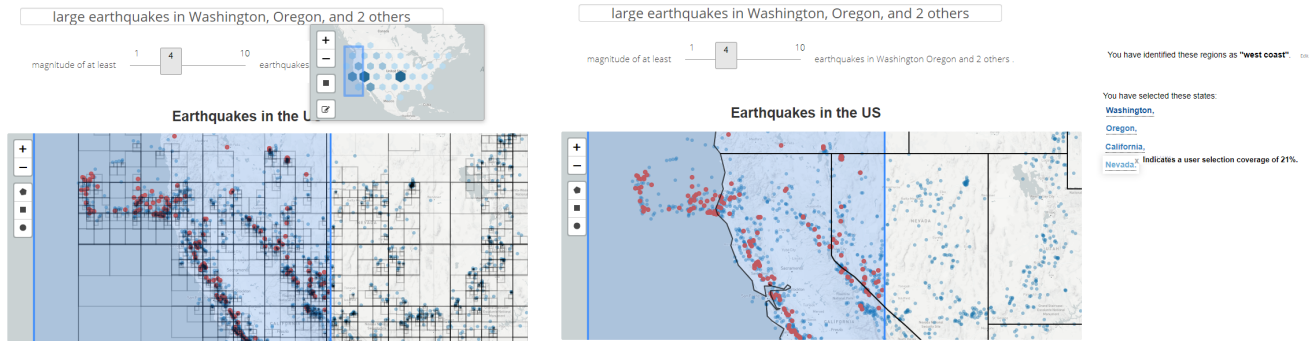 large earthquakes in Washington, Oregon, and 2 others
1
4
10
magnitude of at least
earthquakes
+
−
Earthquakes in the U
+
−
large earthquakes in Washington, Oregon, and 2 others
1
4
10
magnitude of at least
earthquakes in Washington Oregon and 2 others .
Earthquakes in the US
+
−
NEVADA
Sacramento
CALIFORNIA
You have identified these regions as "west coast".
You have selected these states:
Washington,
Oregon,
California,
Nevada x Indicates a user selection coverage of 21%.